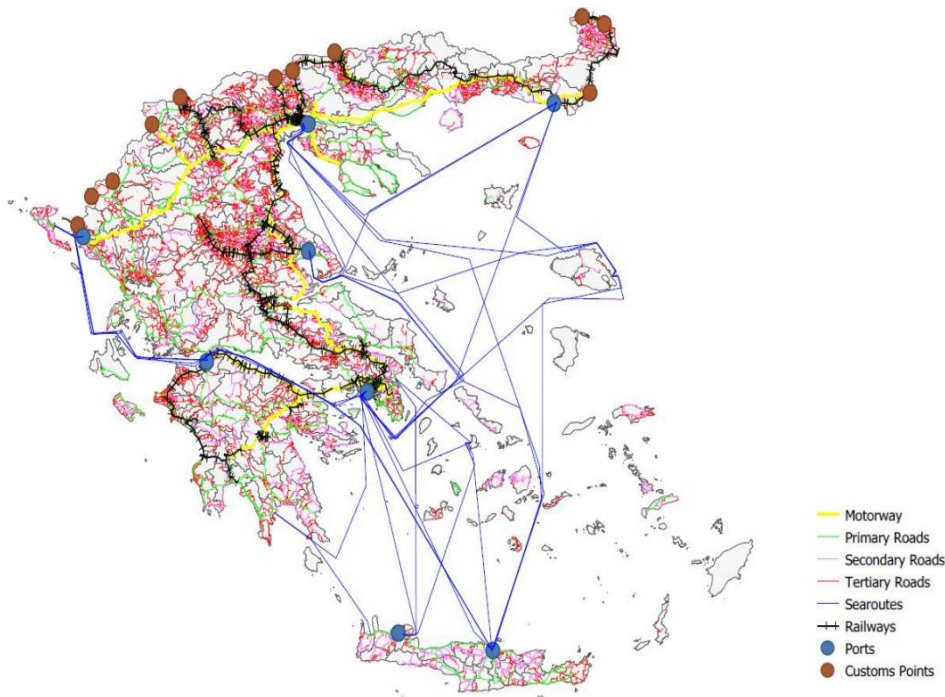 Motorway
Primary Roads
Secondary Roads
Tertiary Roads
Searoutes
Railways
Ports
Customs Points